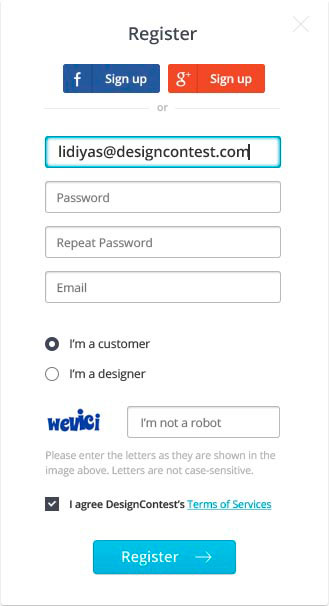 Register
f Sign up g+ Sign up
or
lidiyas@designcontest.com
Password
Repeat Password
Email
I'm a customer
I'm a designer
wevici I'm not a robot
Please enter the letters as they are shown in the
image above. Letters are not case-sensitive.
I agree DesignContest's Terms of Services
Register